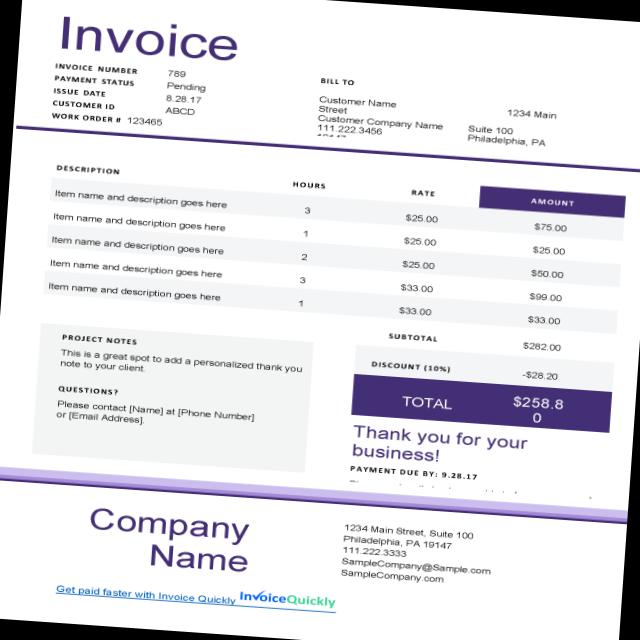 Invoice
INVOICE NUMBER 789
PAYMENT STATUS Pending
ISSUE DATE 8.28.17
CUSTOMER ID ABCD
WORK ORDER # 123465
BILL TO
Customer Name 1234 Main
Street
Customer Company Name Suite 100
111.222.3456 Philadelphia, PA
DESCRIPTION HOURS RATE AMOUNT
Item name and description goes here 3 $25.00 $75.00
Item name and description goes here 1 $25.00 $25.00
Item name and description goes here 2 $25.00 $50.00
Item name and description goes here 3 $33.00 $99.00
Item name and description goes here 1 $33.00 $33.00
SUBTOTAL $282.00
DISCOUNT (10%) -$28.20
TOTAL $258.8
0
PROJECT NOTES
This is a great spot to add a personalized thank you
note to your client.
QUESTIONS?
Please contact [Name] at [Phone Number]
or [Email Address].
Thank you for your
business!
PAYMENT DUE BY: 9.28.17
Company
Name
1234 Main Street, Suite 100
Philadelphia, PA 19147
111.222.3333
SampleCompany@Sample.com
SampleCompany.com
Get paid faster with Invoice Quickly InvoiceQuickly